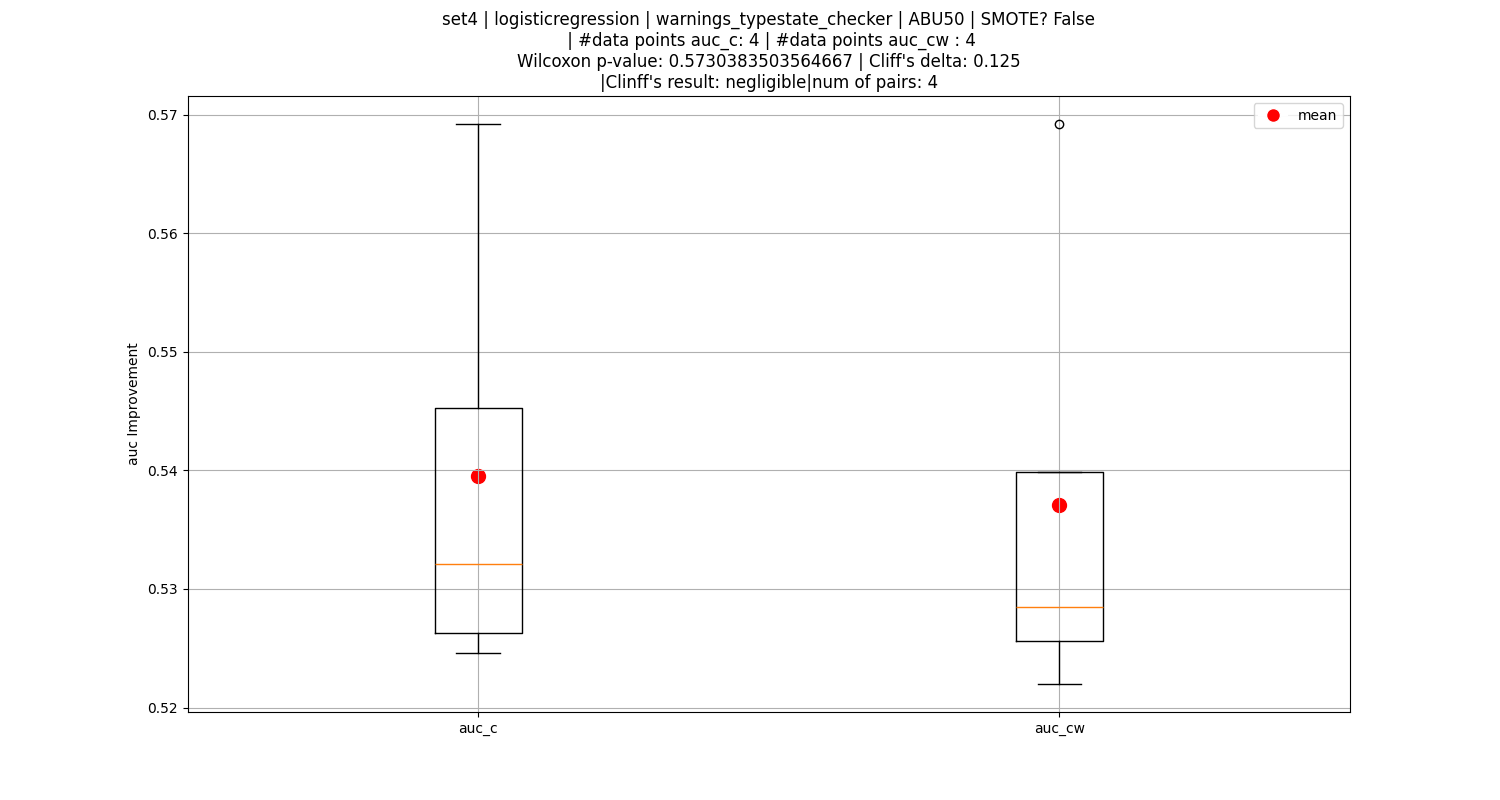 set4 | logisticregression | warnings_typestate_checker | ABU50 | SMOTE? False
| #data points auc_c: 4 | #data points auc_cw : 4
Wilcoxon p-value: 0.5730383503564667 | Cliff's delta: 0.125
|Clinff's result: negligible|num of pairs: 4
mean
0.57
0.56
0.55
0.54
0.53
0.52
auc Improvement
auc_c
auc_cw